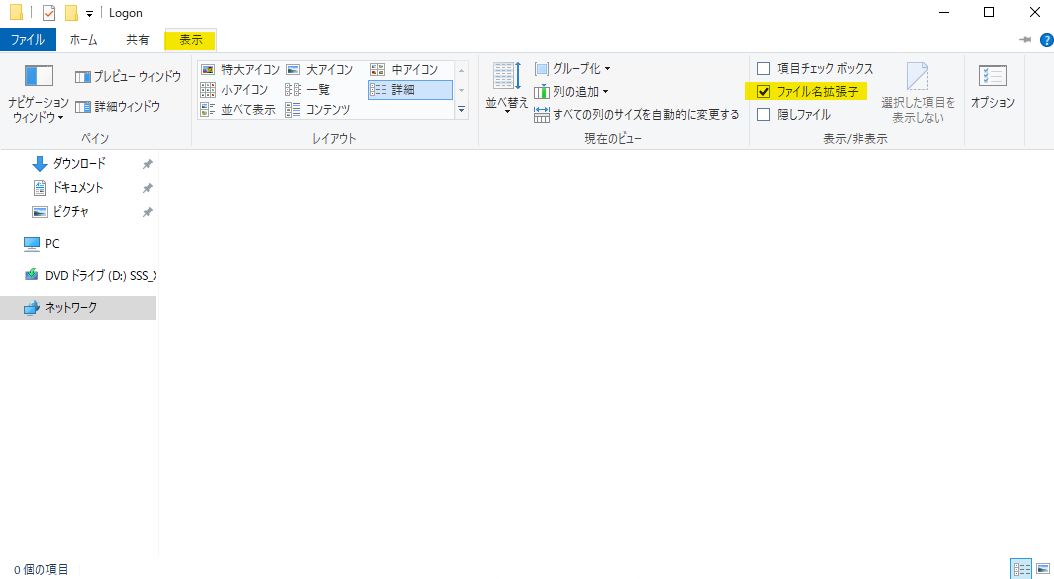 Logon
ファイル ホーム 共有 表示
ナビゲーション ウィンドウ
プレビュー ウィンドウ
詳細ウィンドウ
ペイン
特大アイコン 大アイコン 中アイコン
小アイコン 一覧 詳細
並べて表示 コンテンツ
レイアウト
並べ替え
グループ化
列の追加
すべての列のサイズを自動的に変更する
現在のビュー
項目チェック ボックス
ファイル名拡張子
隠しファイル
選択した項目を
表示しない
表示/非表示
オプション
ダウンロード
ドキュメント
ピクチャ
PC
DVD ドライブ (D:) SSS_
ネットワーク
0 個の項目